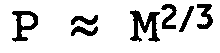 P ≈ M^{2/3}